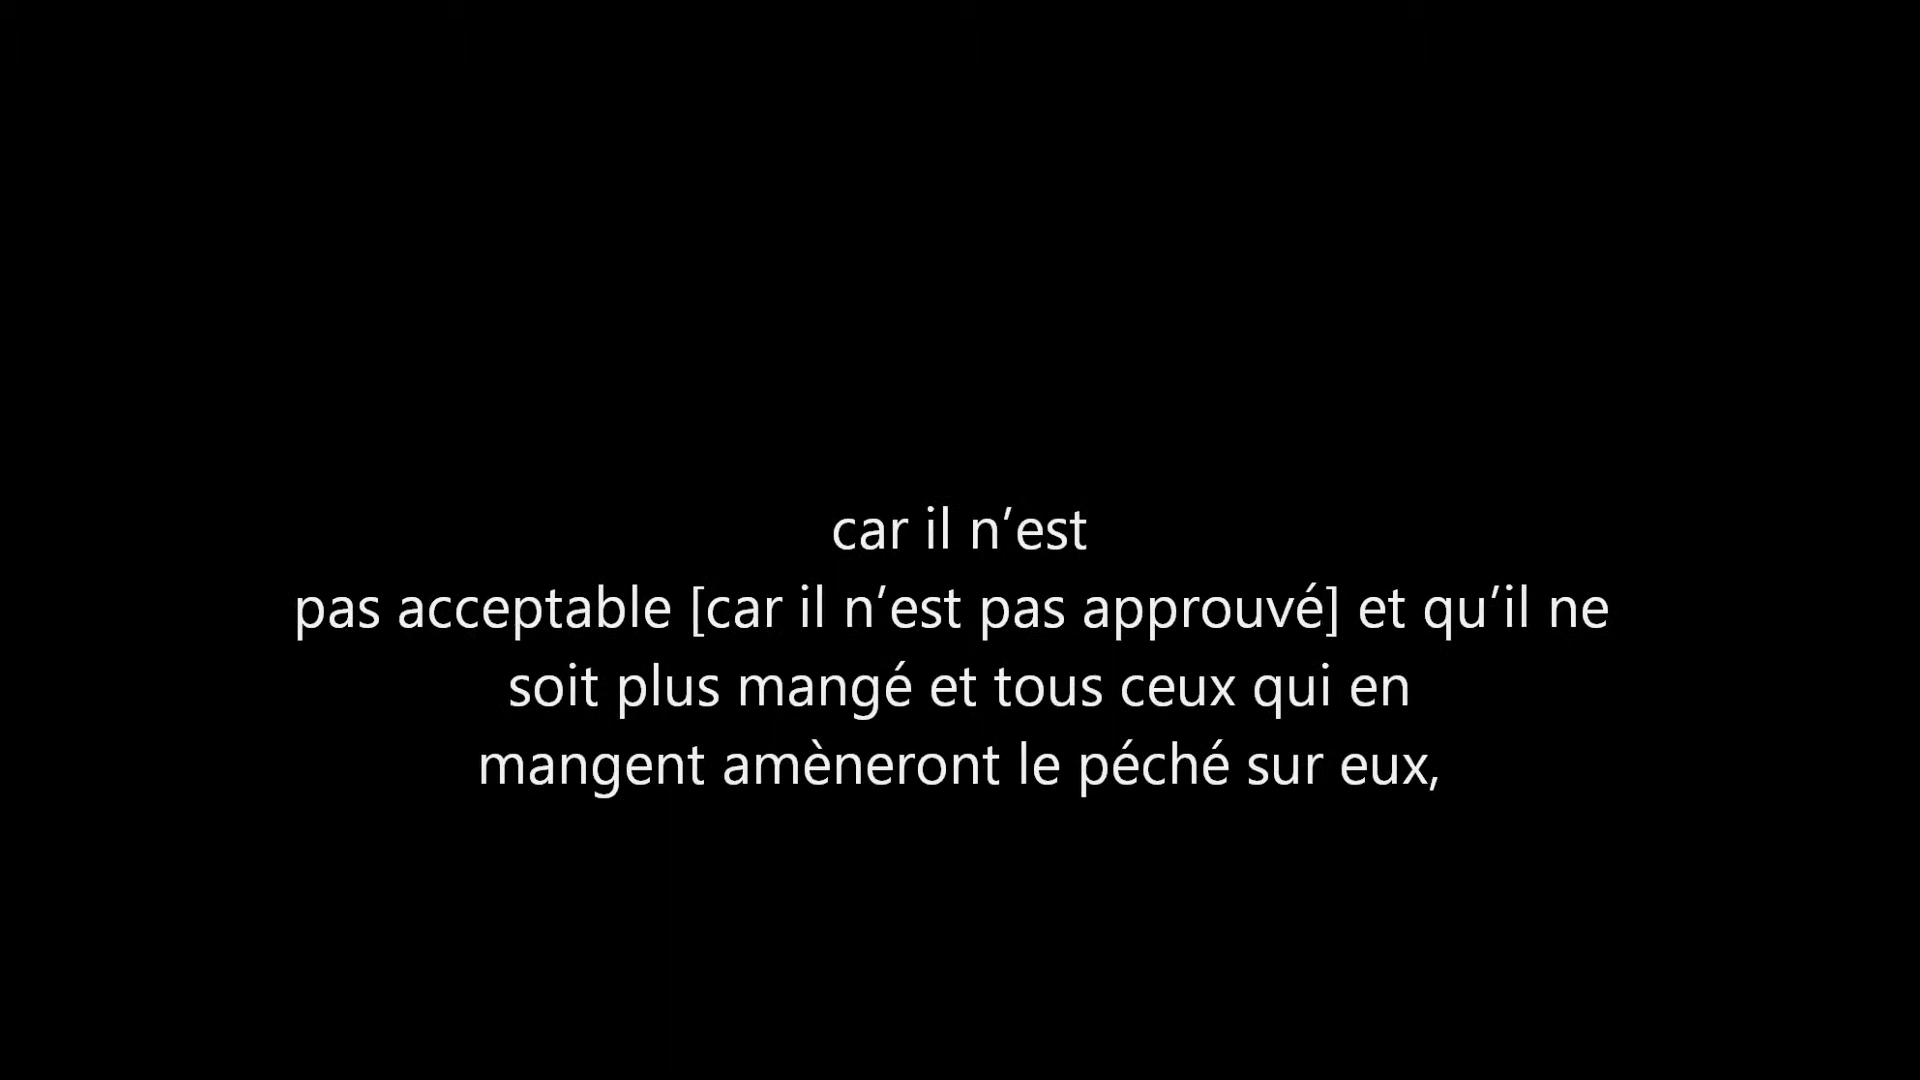 car il n’est
pas acceptable [car il n’est pas approuvé] et qu’il ne
soit plus mangé et tous ceux qui en
mangent amèneront le péché sur eux,